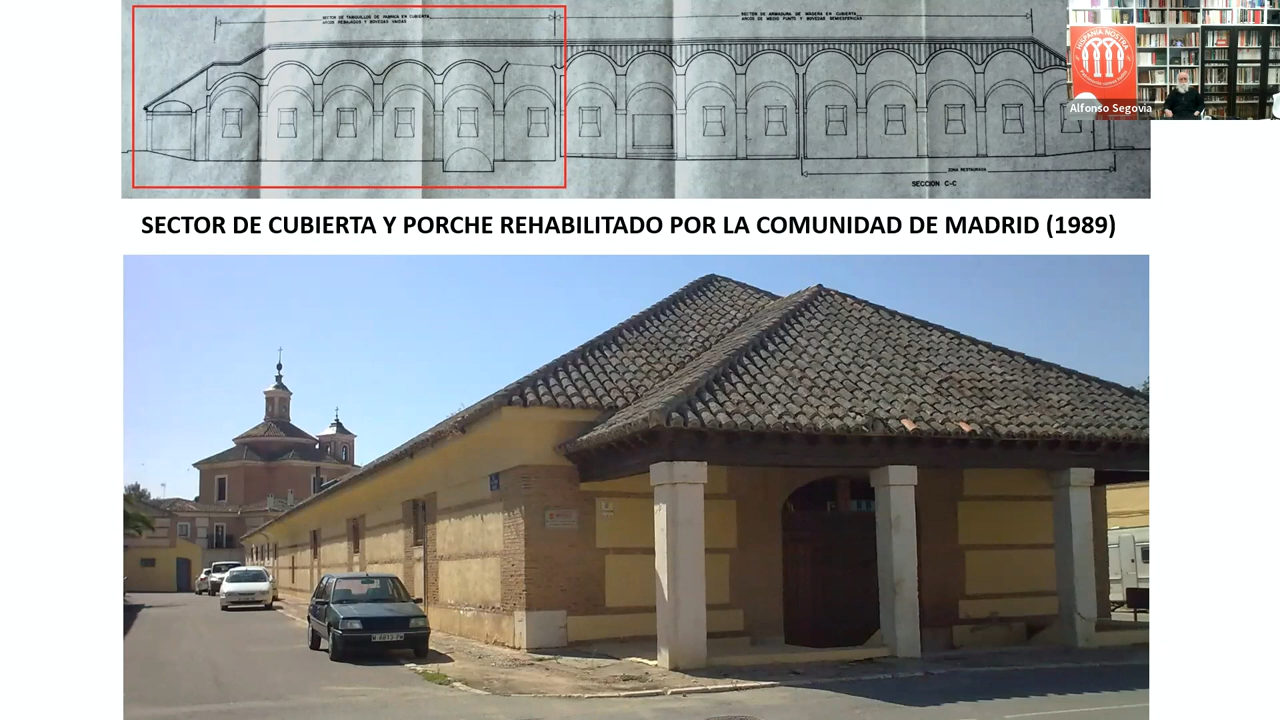 SECTOR DE TABIQUILLOS DE FABRICA EN CUBIERTA
ARCOS REBAJADOS Y BOVEDAS VAIDAS
SECTOR DE ARMADURA DE MADERA EN CUBIERTA
ARCOS DE MEDIO PUNTO Y BOVEDAS SEMIESFERICAS
HISPANIA NOSTRA
Alfonso Segovia
ZONA RESTAURADA
SECCION C-C
SECTOR DE CUBIERTA Y PORCHE REHABILITADO POR LA COMUNIDAD DE MADRID (1989)